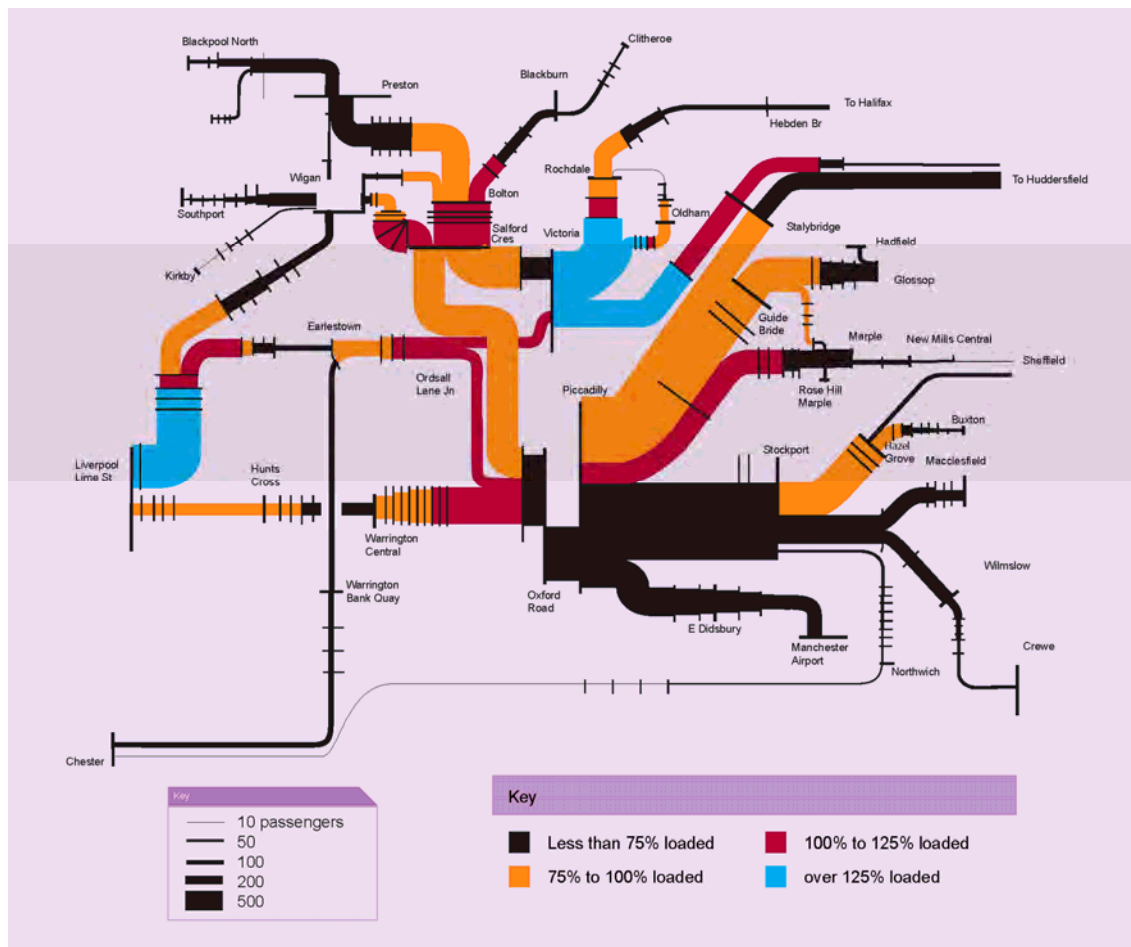 Blackpool North
Clitheroe
Blackburn
Preston
To Halifax
Hebden Br
Rochdale
Wigan
To Huddersfield
Bolton
Southport
Oldham
Salford
Cres
Victoria
Stalybridge
Hadfield
Kirkby
Glossop
Guide
Bride
Earlestown
Marple
New Mills Central
Sheffield
Ordsall
Lene Jn
Piccadilly
Rose Hill
Marple
Buxton
Stockport
Hazel
Grove
Macclesfield
Liverpool
Lime St
Hunts
Cross
Warrington
Central
Wilmslow
Warrington
Bank Quay
Oxford
Road
E Didsbury
Manchester
Airport
Crewe
Northwich
Chester
Key
10 passengers
50
100
200
500
Key
Less than 75% loaded
100% to 125% loaded
75% to 100% loaded
over 125% loaded